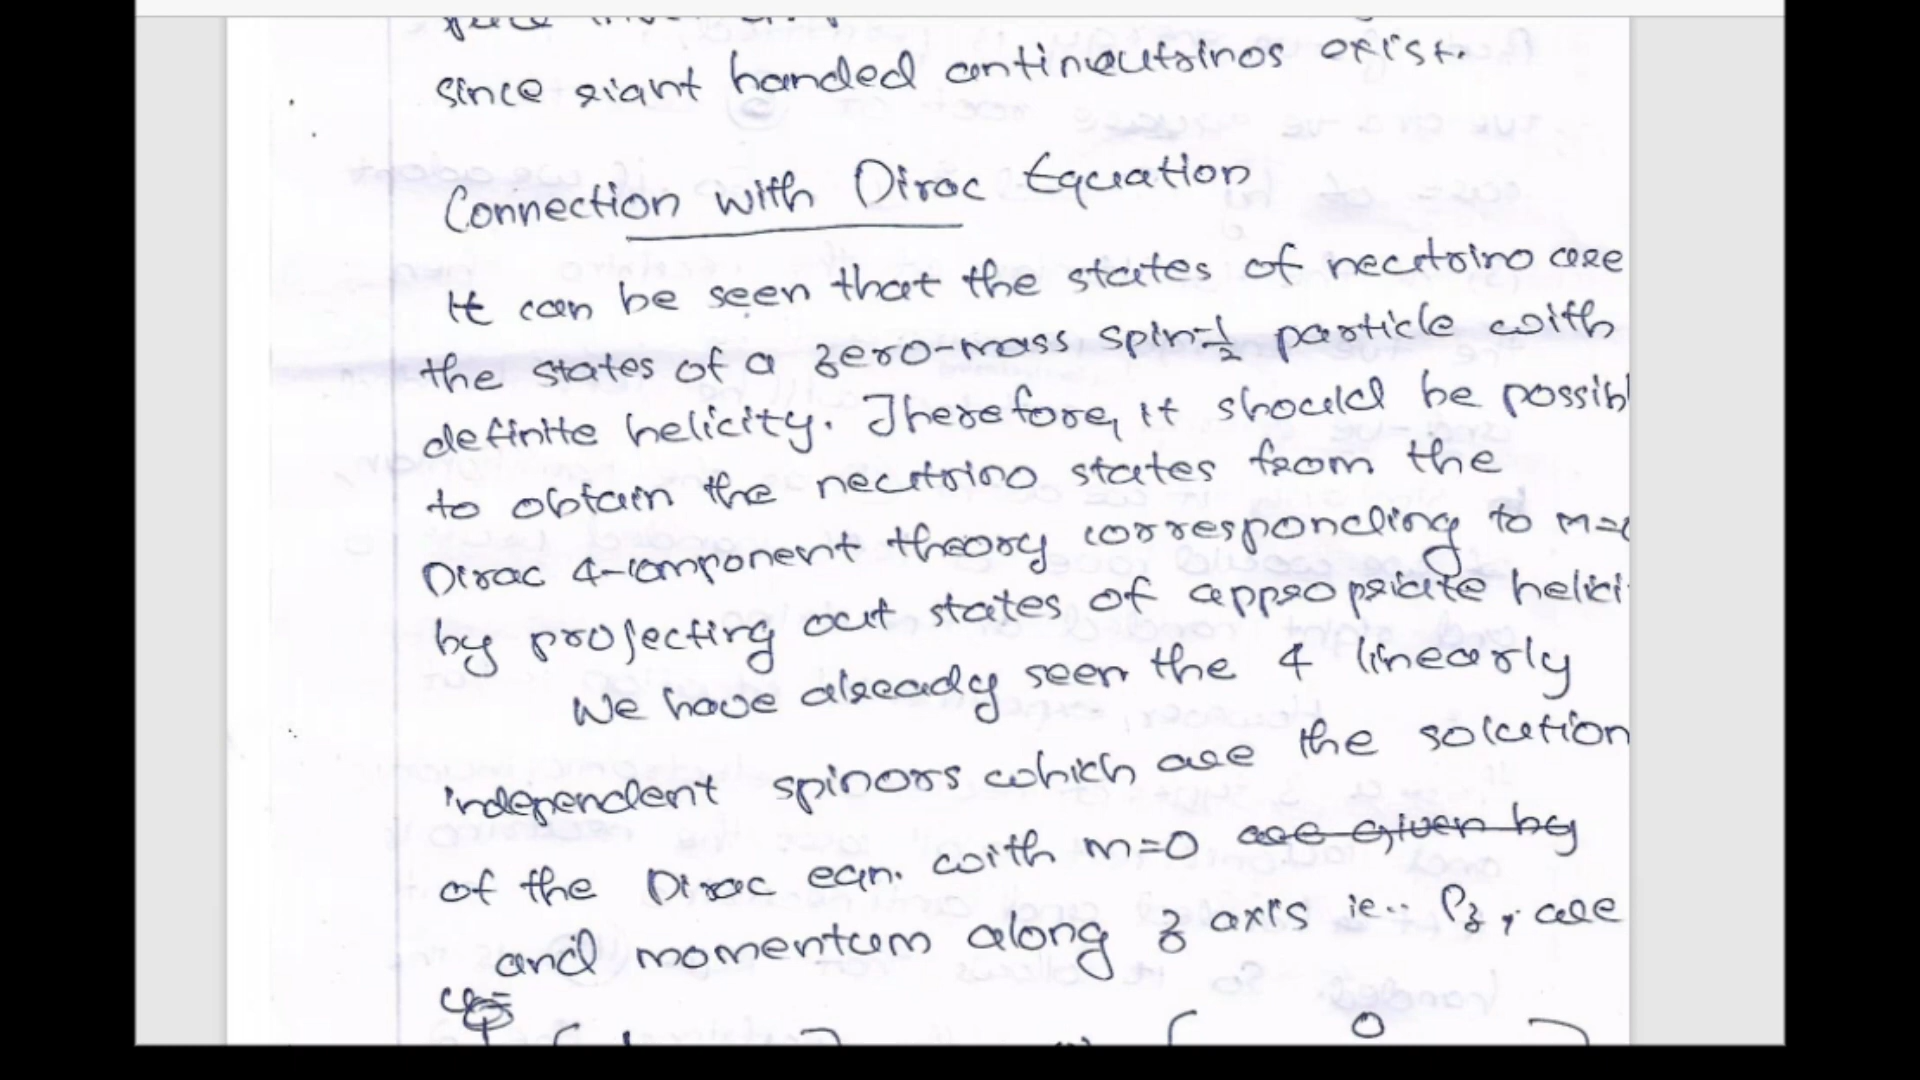 since riant handed antineutrinos exist.
Connection with Dirac Equation
It can be seen that the states of neutrino are
the states of a zero-mass spin-½ particle with
definite helicity. Therefore, it should be possibl
to obtain the neutrino states from the
Dirac 4-component theory corresponding to m=0
by projecting out states of appropriate helici
We have already seen the 4 linearly
independent spinors which are the solution
of the Dirac eqn. with m=0 are given by
and momentum along z axis ie.. Pz, are